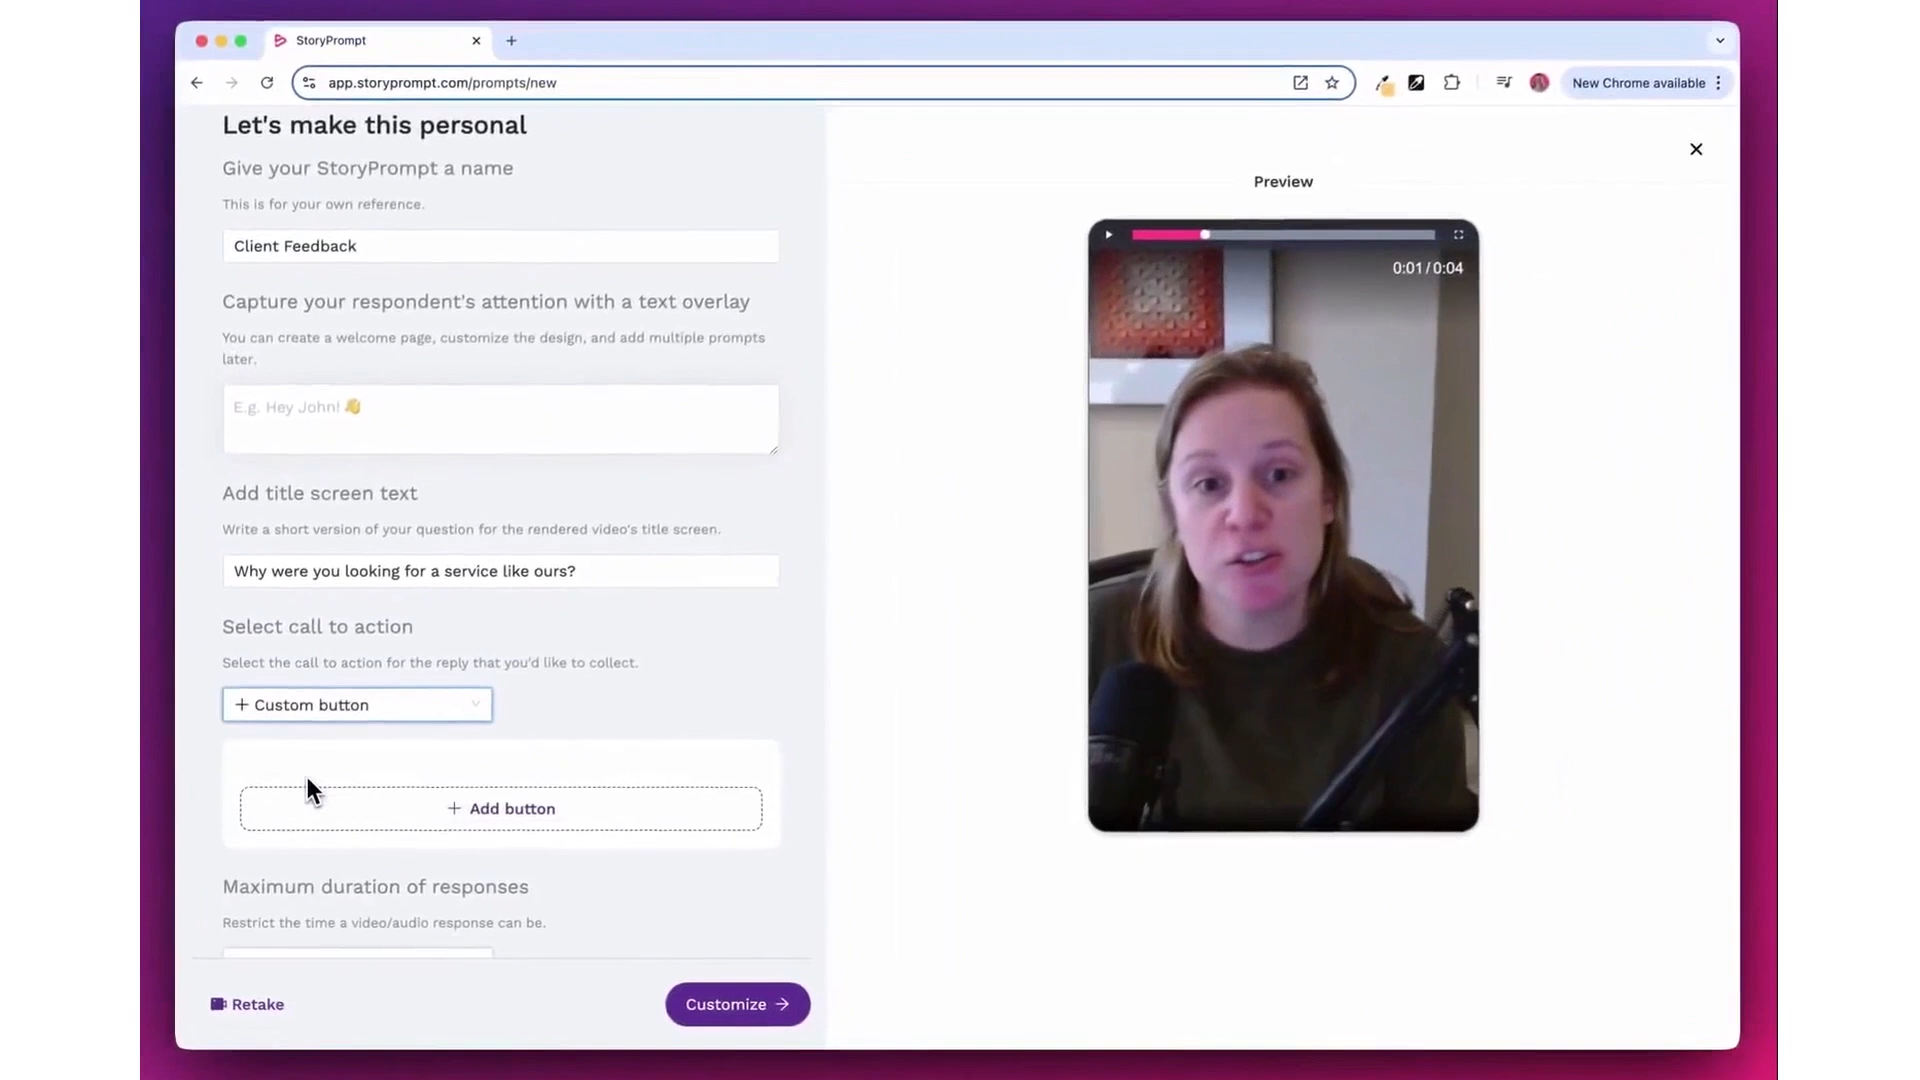 StoryPrompt
app.storyprompt.com/prompts/new
New Chrome available
Let's make this personal
Give your StoryPrompt a name
This is for your own reference.
Client Feedback
Capture your respondent's attention with a text overlay
You can create a welcome page, customize the design, and add multiple prompts
later.
E.g. Hey John! 👋
Add title screen text
Write a short version of your question for the rendered video's title screen.
Why were you looking for a service like ours?
Select call to action
Select the call to action for the reply that you'd like to collect.
+ Custom button
+ Add button
Maximum duration of responses
Restrict the time a video/audio response can be.
Retake
Customize →
Preview
0:01 / 0:04